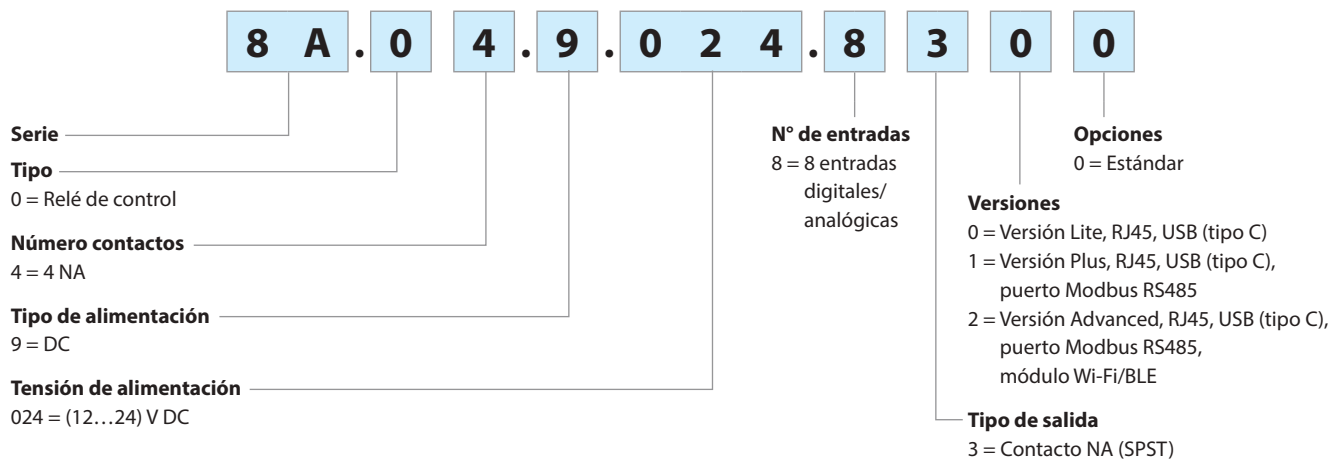 8 A . 0 4 . 9 . 0 2 4 . 8 3 0 0
Serie
Tipo
0 = Relé de control
Número contactos
4 = 4 NA
Tipo de alimentación
9 = DC
Tensión de alimentación
024 = (12…24) V DC
N° de entradas
8 = 8 entradas
digitales/
analógicas
Opciones
0 = Estándar
Versiones
0 = Versión Lite, RJ45, USB (tipo C)
1 = Versión Plus, RJ45, USB (tipo C),
puerto Modbus RS485
2 = Versión Advanced, RJ45, USB (tipo C),
puerto Modbus RS485,
módulo Wi-Fi/BLE
Tipo de salida
3 = Contacto NA (SPST)